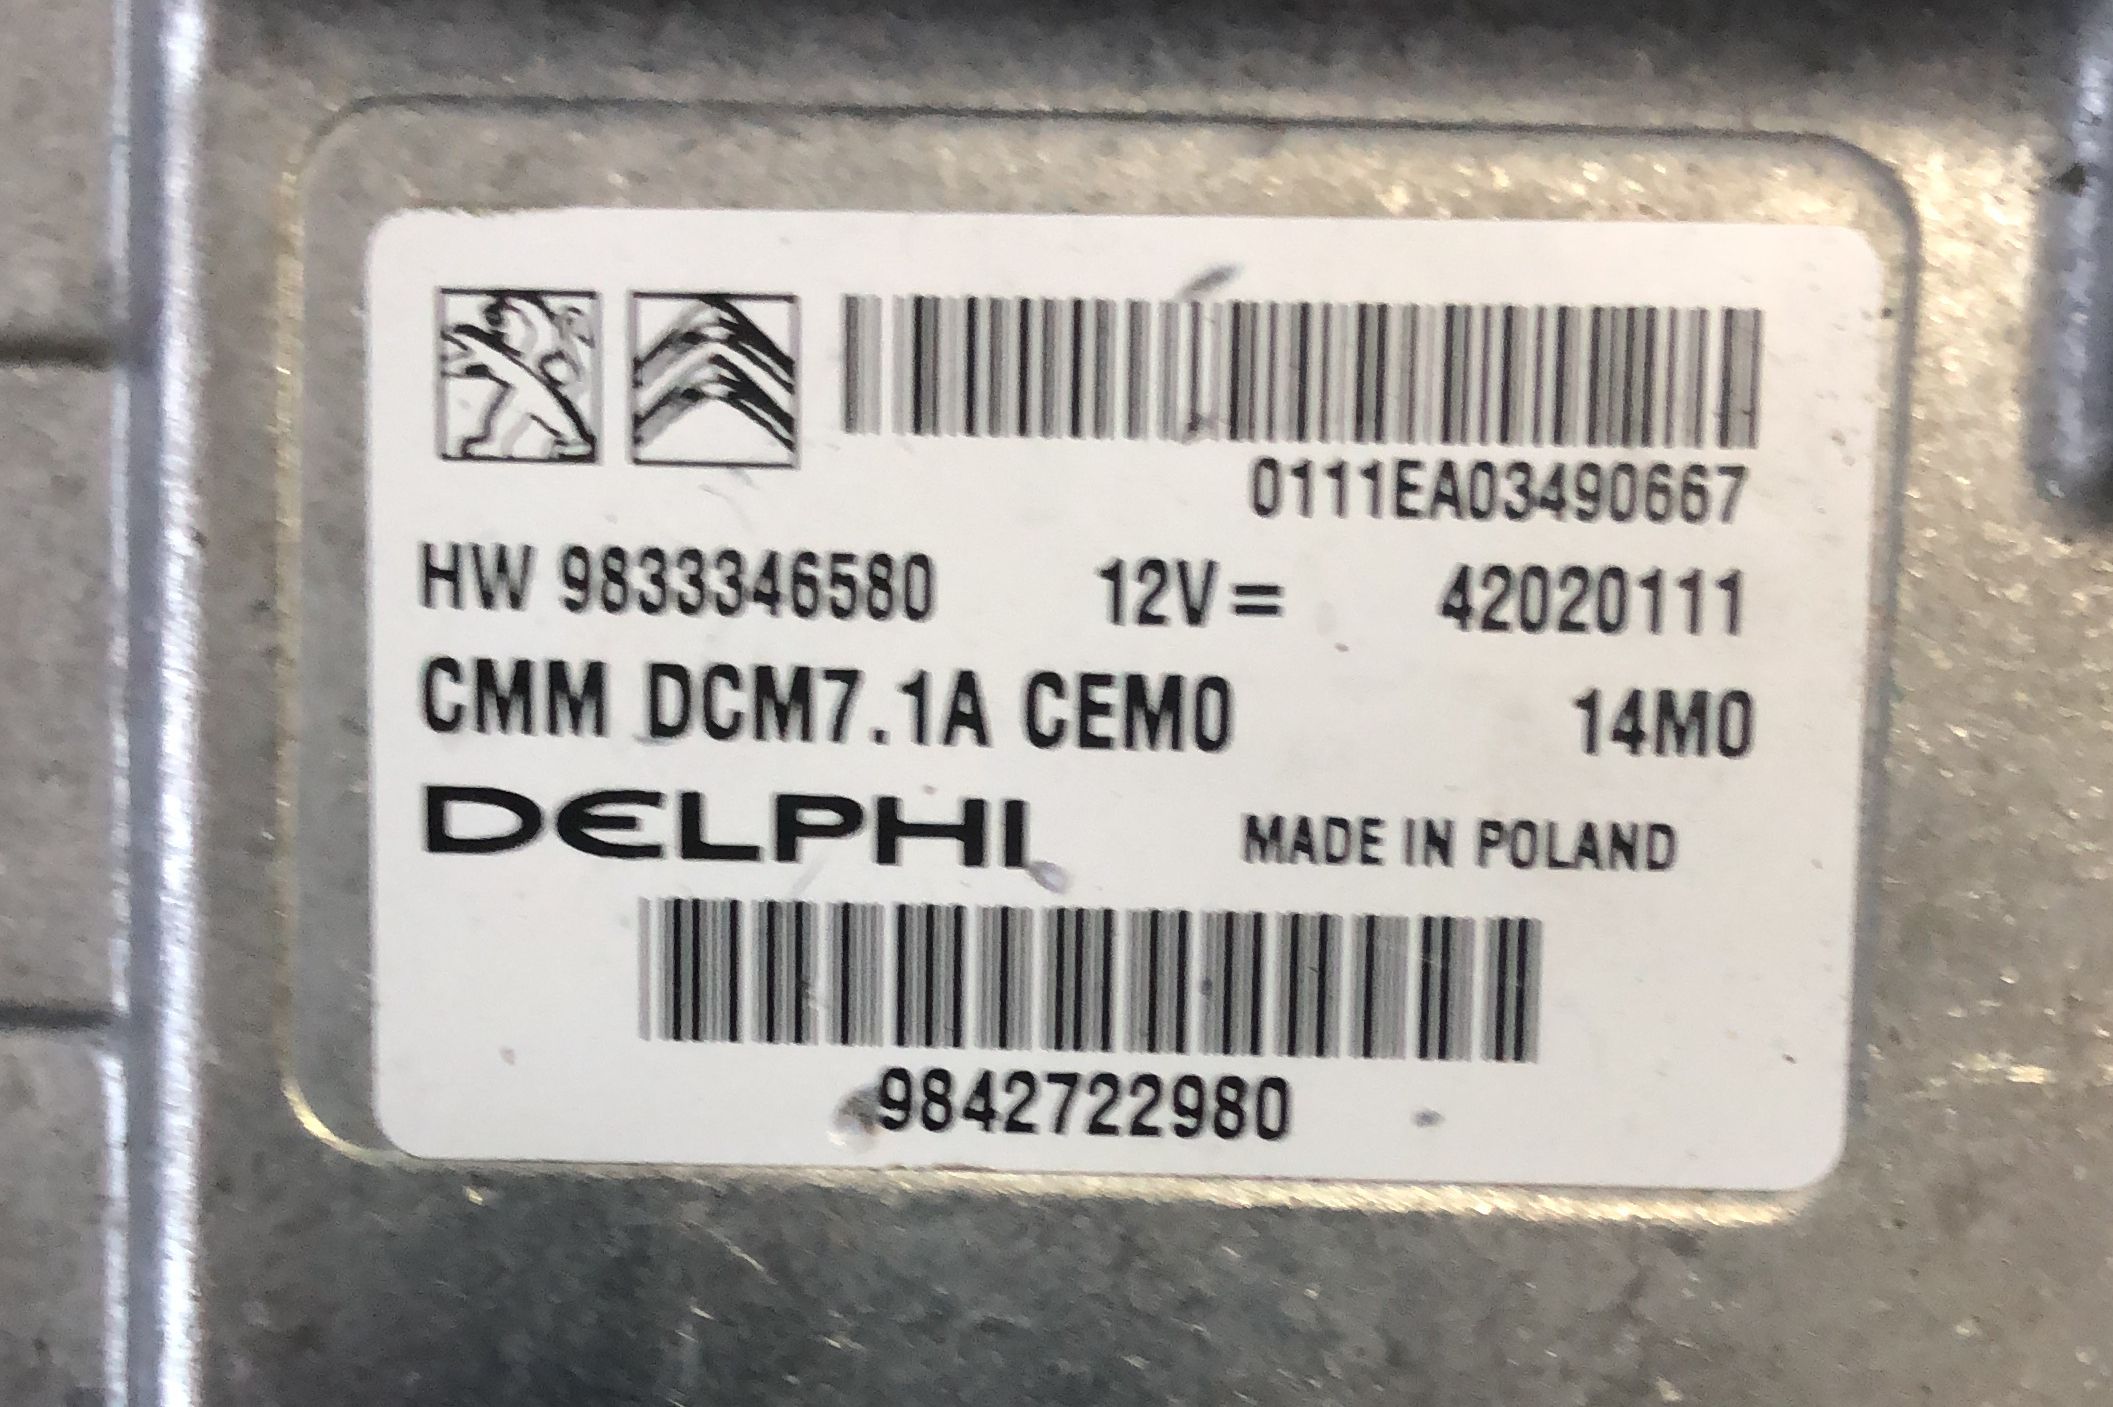 0111EA03490667
HW 9833346580 12V= 42020111
CMM DCM7.1A CEM0 14M0
DELPHI MADE IN POLAND
9842722980